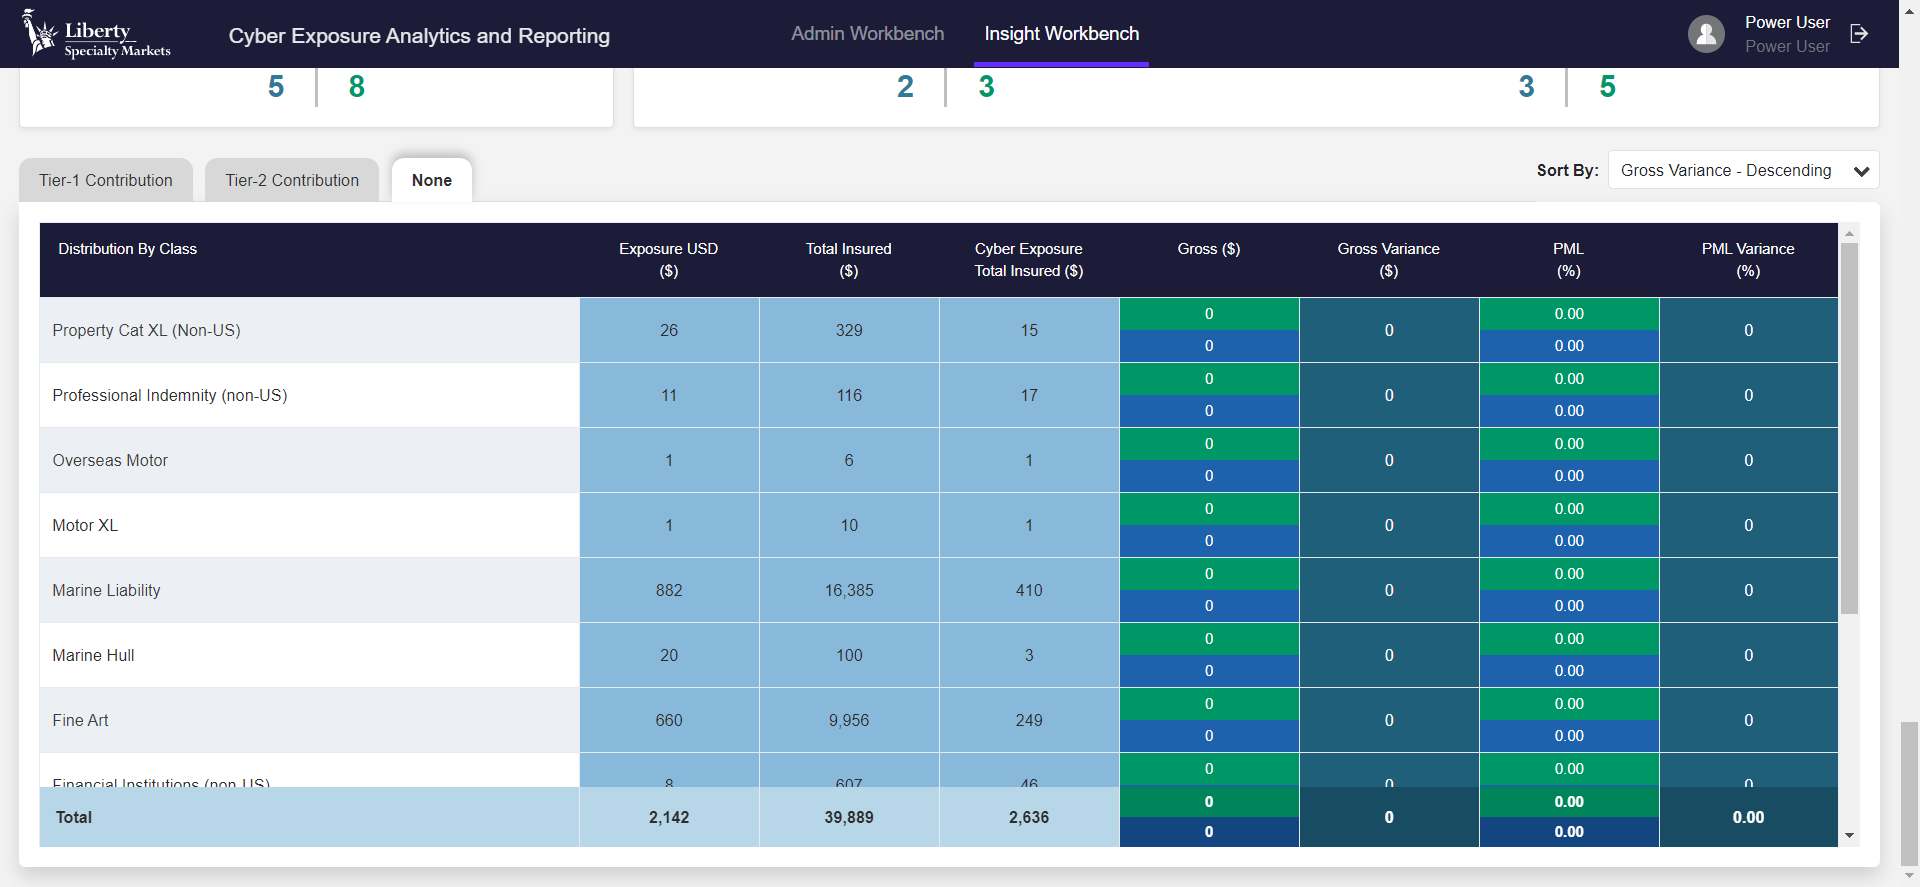 Liberty
Specialty Markets
Cyber Exposure Analytics and Reporting
Admin Workbench
Insight Workbench
Power User
Power User
5 8
2 3
3 5
Tier-1 Contribution
Tier-2 Contribution
None
Sort By: Gross Variance - Descending
Distribution By Class
Exposure USD
($)
Total Insured
($)
Cyber Exposure
Total Insured ($)
Gross ($)
Gross Variance
($)
PML
(%)
PML Variance
(%)
Property Cat XL (Non-US) 26 329 15 0 0 0 0.00 0.00 0
Professional Indemnity (non-US) 11 116 17 0 0 0 0.00 0.00 0
Overseas Motor 1 6 1 0 0 0 0.00 0.00 0
Motor XL 1 10 1 0 0 0 0.00 0.00 0
Marine Liability 882 16,385 410 0 0 0 0.00 0.00 0
Marine Hull 20 100 3 0 0 0 0.00 0.00 0
Fine Art 660 9,956 249 0 0 0 0.00 0.00 0
Financial Institutions (non-US) 8 607 46 0 0 0.00 0
Total 2,142 39,889 2,636 0 0 0 0.00 0.00 0.00